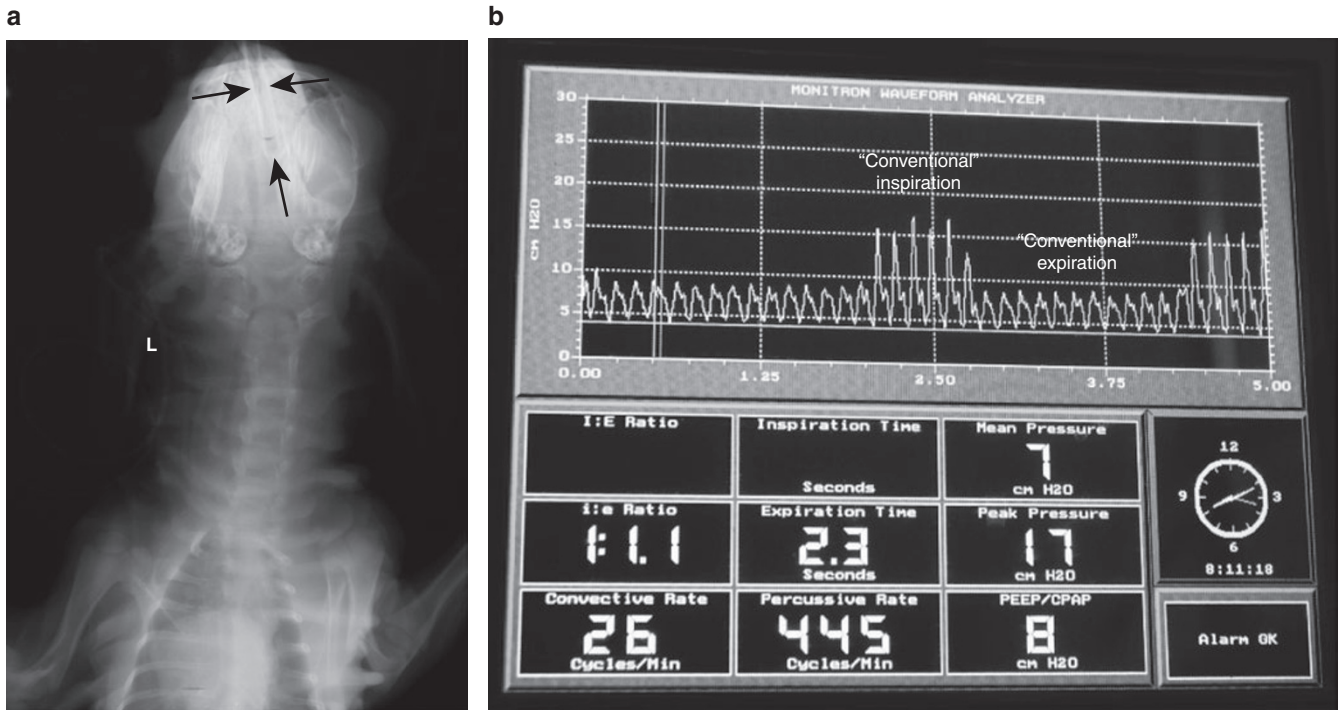 a
b
L
MONITRON WAVEFORM ANALYZER
30
25
20
15
10
5
0
cm H2O
“Conventional”
inspiration
“Conventional”
expiration
0.00
1.25
2.50
3.75
5.00
I:E Ratio
Inspiration Time
Seconds
Mean Pressure
7
cm H2O
i:e Ratio
1:1.1
Expiration Time
2.3
Seconds
Peak Pressure
17
cm H2O
Convective Rate
26
Cycles/Min
Percussive Rate
445
Cycles/Min
PEEP/CPAP
8
cm H2O
12
9
3
6
8:11:18
Alarm OK